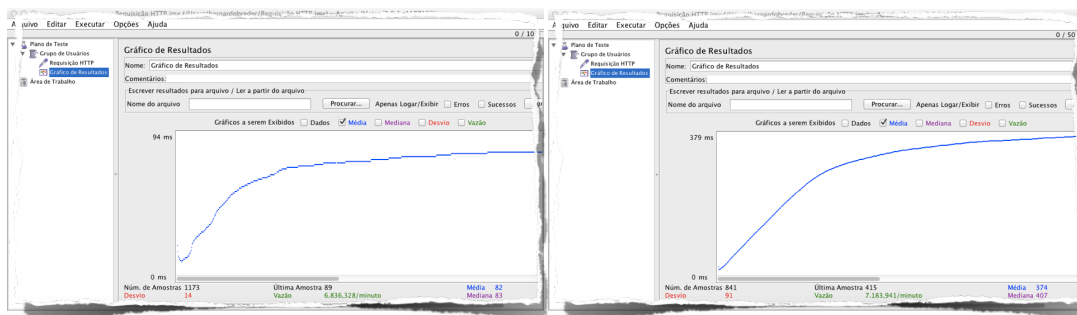 Arquivo Editar Executar Opções Ajuda
0 / 10
Plano de Teste
Grupo de Usuários
Requisição HTTP
Gráfico de Resultados
Área de Trabalho
Gráfico de Resultados
Nome: Gráfico de Resultados
Comentários:
Escrever resultados para arquivo / Ler a partir do arquivo
Nome do arquivo Procurar... Apenas Logar/Exibir Erros Sucessos
Gráficos a serem Exibidos Dados Média Mediana Desvio Vazão
94 ms
0 ms
Núm. de Amostras 1173 Última Amostra 89 Média 82
Desvio 14 Vazão 6.836,328/minuto Mediana 83
Arquivo Editar Executar Opções Ajuda
0 / 50
Plano de Teste
Grupo de Usuários
Requisição HTTP
Gráfico de Resultados
Área de Trabalho
Gráfico de Resultados
Nome: Gráfico de Resultados
Comentários:
Escrever resultados para arquivo / Ler a partir do arquivo
Nome do arquivo Procurar... Apenas Logar/Exibir Erros Sucessos
Gráficos a serem Exibidos Dados Média Mediana Desvio Vazão
379 ms
0 ms
Núm. de Amostras 841 Última Amostra 415 Média 374
Desvio 91 Vazão 7.183,941/minuto Mediana 407